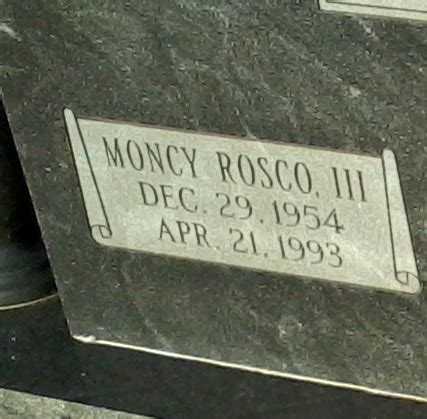 MONCY ROSCO, III
DEC. 29, 1954
APR. 21, 1993